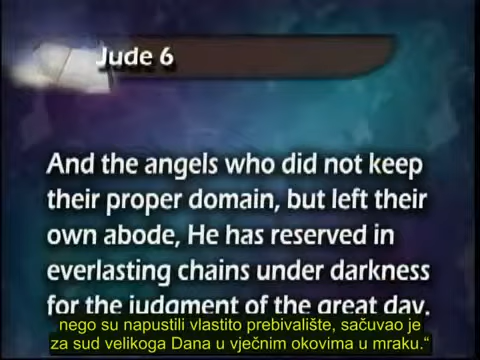 Jude 6
And the angels who did not keep
their proper domain, but left their
own abode, He has reserved in
everlasting chains under darkness
for the judgment of the great day.
nego su napustili vlastito prebivalište, sačuvao je
za sud velikoga Dana u vječnim okovima u mraku.“